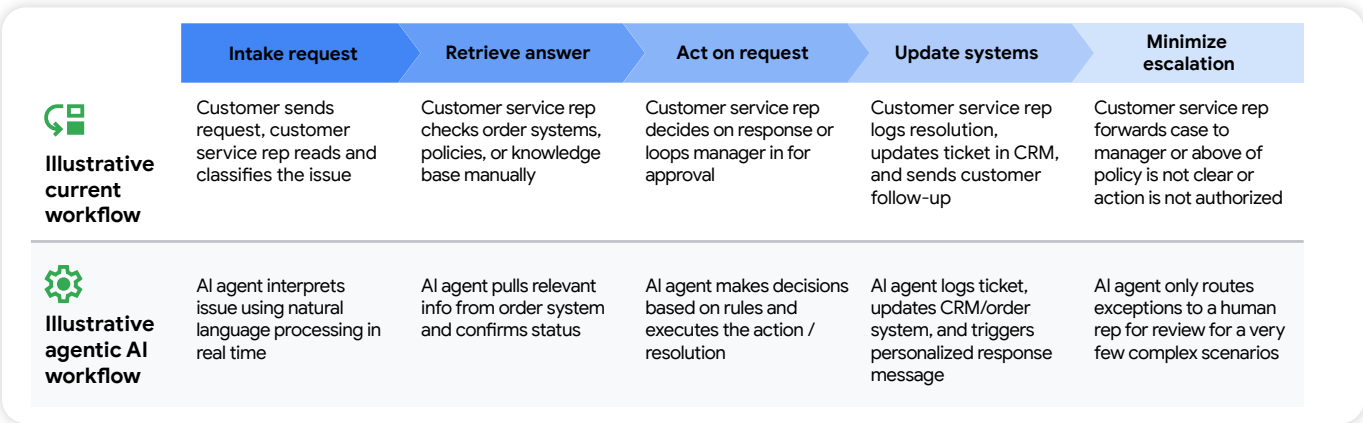 Intake request
Retrieve answer
Act on request
Update systems
Minimize
escalation
Illustrative
current
workflow
Customer sends
request, customer
service rep reads and
classifies the issue
Customer service rep
checks order systems,
policies, or knowledge
base manually
Customer service rep
decides on response or
loops manager in for
approval
Customer service rep
logs resolution,
updates ticket in CRM,
and sends customer
follow-up
Customer service rep
forwards case to
manager or above of
policy is not clear or
action is not authorized
Illustrative
agentic AI
workflow
AI agent interprets
issue using natural
language processing in
real time
AI agent pulls relevant
info from order system
and confirms status
AI agent makes decisions
based on rules and
executes the action /
resolution
AI agent logs ticket,
updates CRM/order
system, and triggers
personalized response
message
AI agent only routes
exceptions to a human
rep for review for a very
few complex scenarios